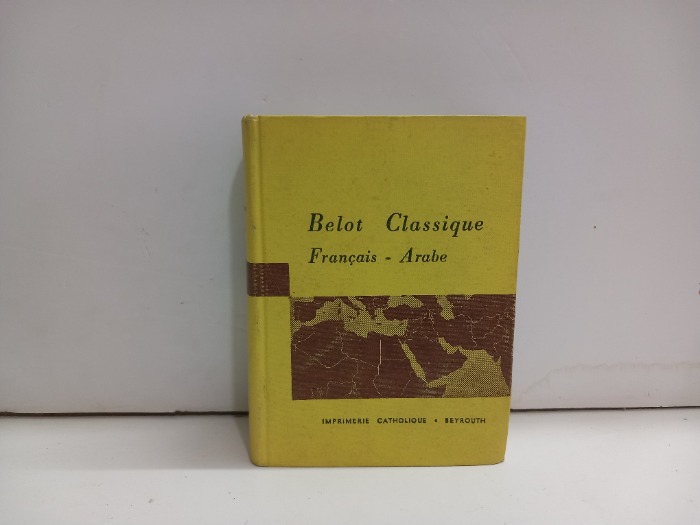 Belot Classique
Français - Arabe
IMPRIMERIE CATHOLIQUE • BEYROUTH